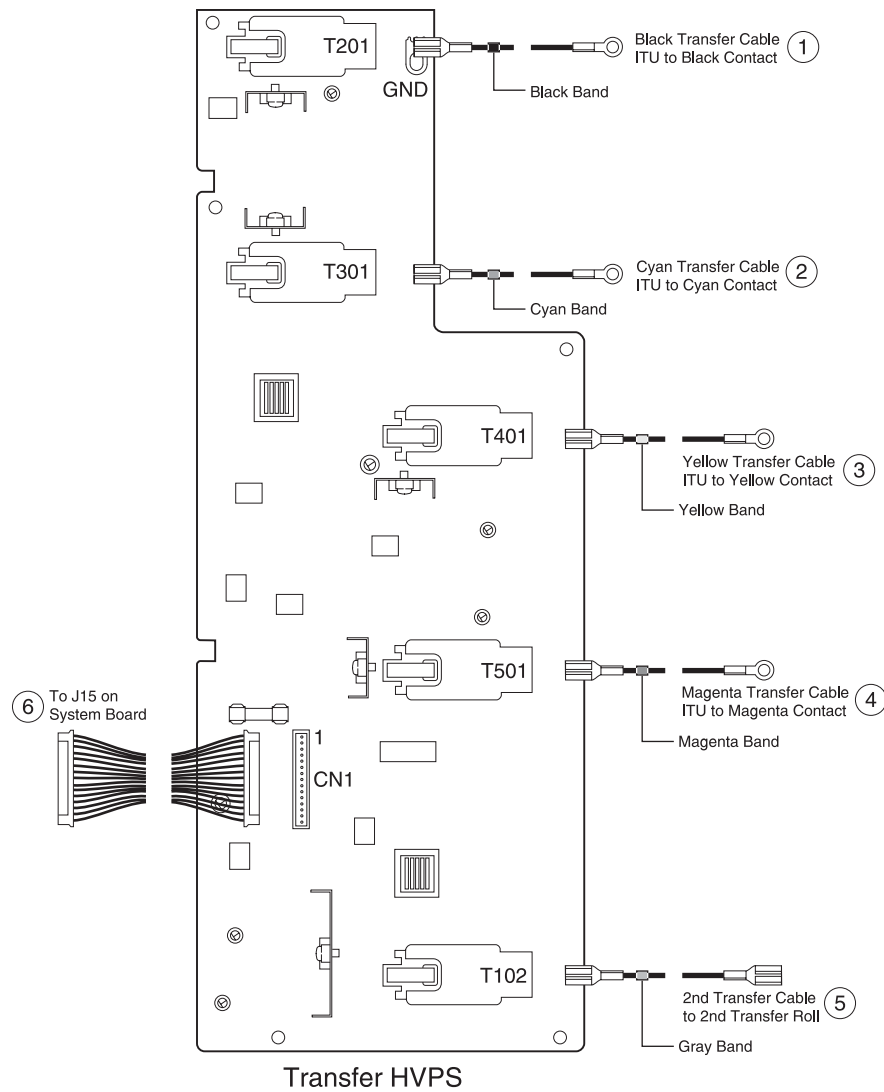 T201
GND
Black Transfer Cable
ITU to Black Contact
1
Black Band
T301
Cyan Transfer Cable
ITU to Cyan Contact
2
Cyan Band
T401
Yellow Transfer Cable
ITU to Yellow Contact
3
Yellow Band
T501
Magenta Transfer Cable
ITU to Magenta Contact
4
Magenta Band
6
To J15 on
System Board
1
CN1
T102
2nd Transfer Cable
to 2nd Transfer Roll
5
Gray Band
Transfer HVPS